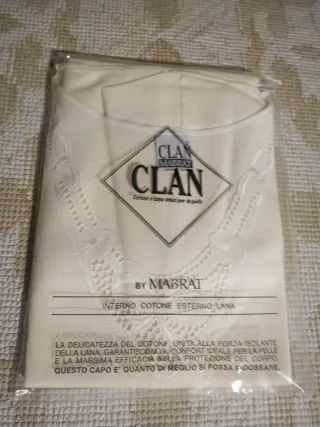 CLAN
MABRAT
CLAN
Cotone e lana amici per la pelle
BY MABRAT
INTERNO COTONE ESTERNO LANA
LA DELICATEZZA DEL COTONE, UNITA ALLA FORZA ISOLANTE
DELLA LANA, GARANTISCONO IL CONFORT IDEALE PER LA PELLE
E LA MASSIMA EFFICACIA NELLA PROTEZIONE DEL CORPO
QUESTO CAPO E' QUANTO DI MEGLIO SI POSSA INDOSSARE